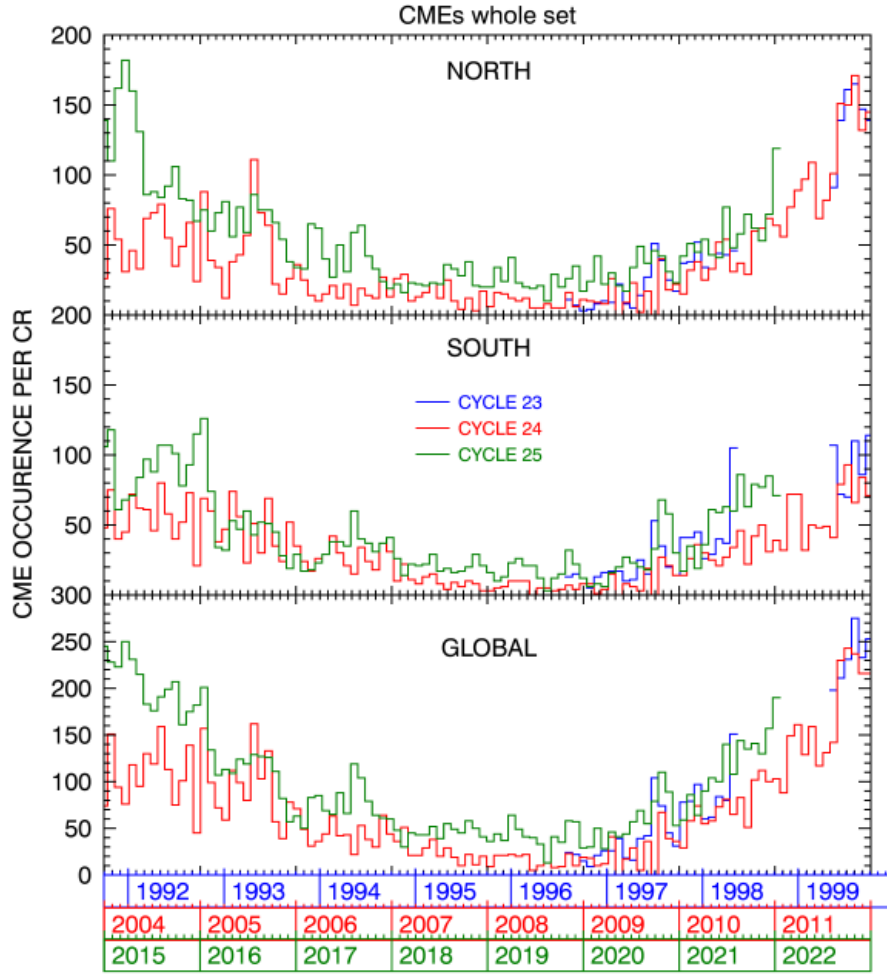 CMEs whole set
CME OCCURENCE PER CR
200
NORTH
150
100
50
200
SOUTH
150
CYCLE 23
CYCLE 24
100
CYCLE 25
50
300
250
GLOBAL
200
150
100
50
0
1992 1993 1994 1995 1996 1997 1998 1999
2004 2005 2006 2007 2008 2009 2010 2011
2015 2016 2017 2018 2019 2020 2021 2022